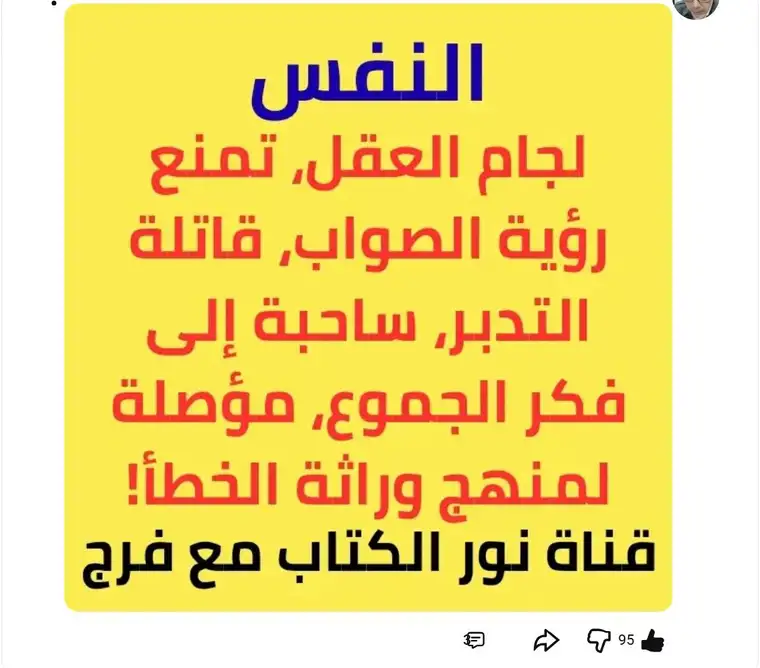 النفس
لجام العقل, تمنع
رؤية الصواب, قاتلة
التدبر, ساحبة إلى
فكر الجموع, مؤصلة
لمنهج وراثة الخطأ!
قناة نور الكتاب مع فرج
95
3